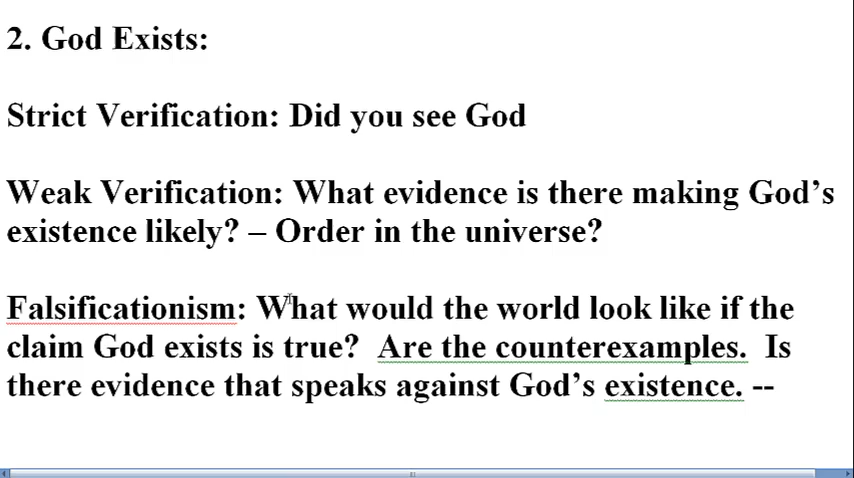 2. God Exists:
Strict Verification: Did you see God
Weak Verification: What evidence is there making God’s
existence likely? – Order in the universe?
Falsificationism: What would the world look like if the
claim God exists is true?  Are the counterexamples.  Is
there evidence that speaks against God’s existence. --